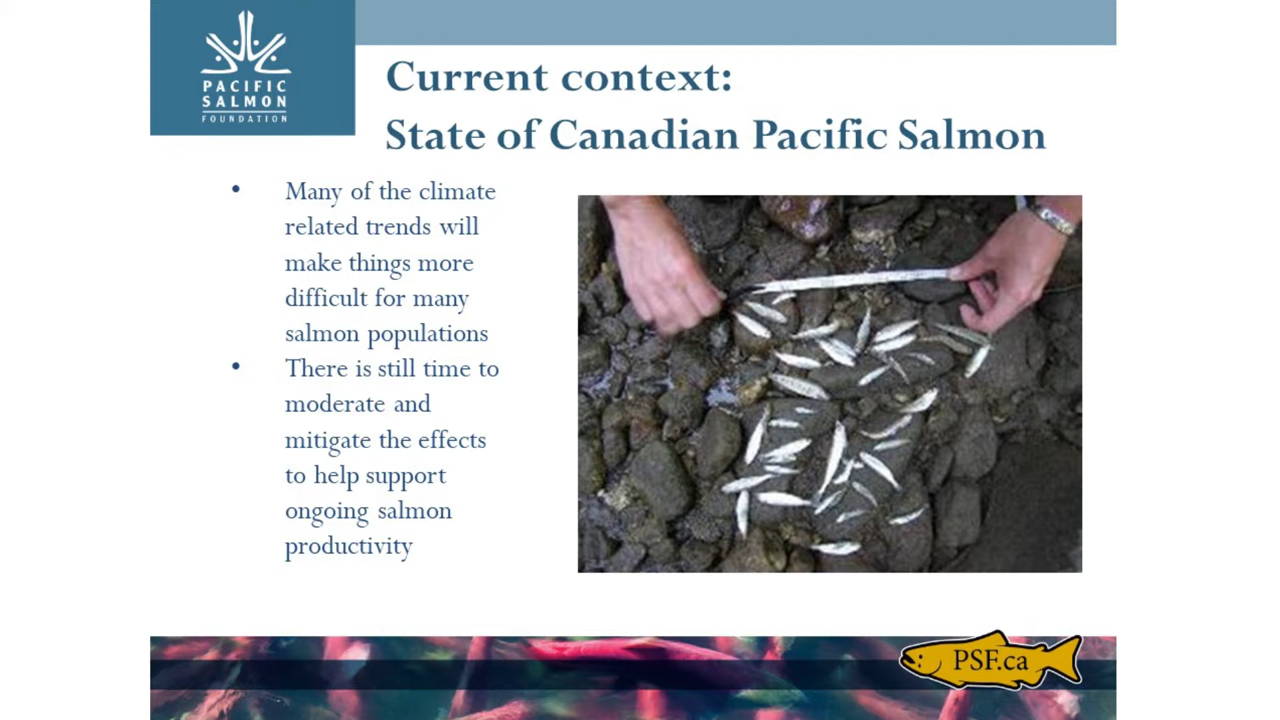 PACIFIC
SALMON
FOUNDATION
Current context:
State of Canadian Pacific Salmon
• Many of the climate
related trends will
make things more
difficult for many
salmon populations
• There is still time to
moderate and
mitigate the effects
to help support
ongoing salmon
productivity
PSF.ca